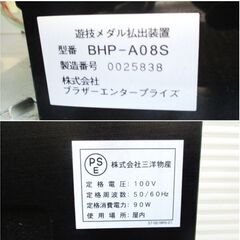 遊技メダル払出装置
型番 BHP-A08S
製造番号 0025838
株式会社
ブラザーエンタープライズ
PSE 株式会社三洋物産
定格電圧：100V
定格周波数：50/60Hz
定格消費電力：90W
使用場所：屋内